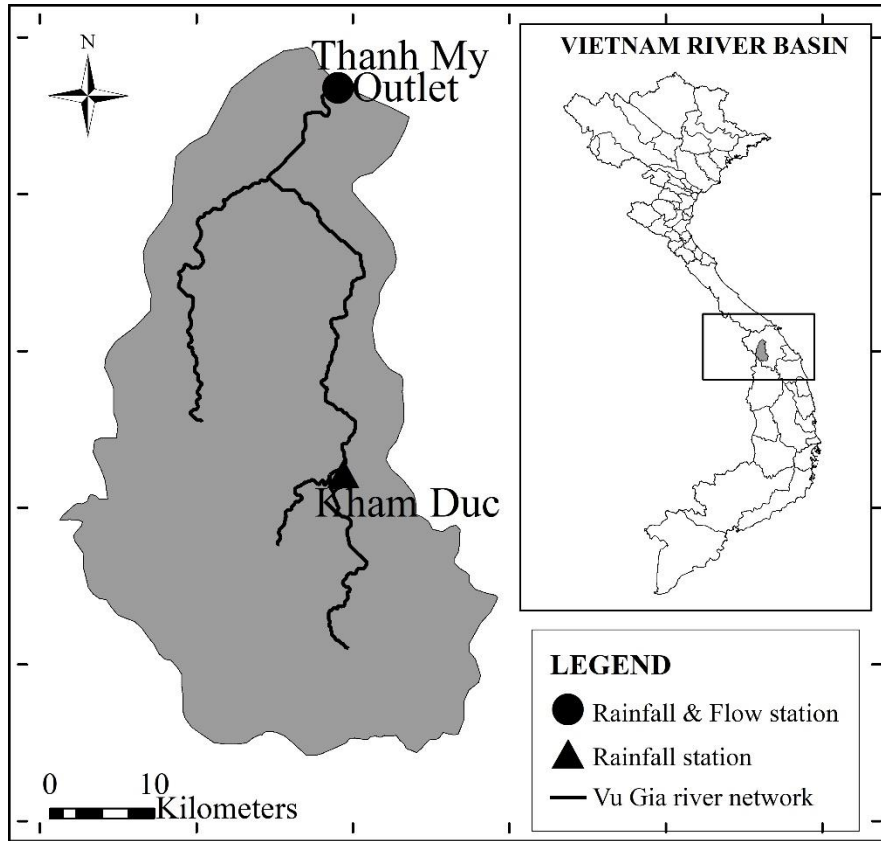 N
Thanh My
Outlet
Kham Duc
0 10
Kilometers
VIETNAM RIVER BASIN
LEGEND
Rainfall & Flow station
Rainfall station
Vu Gia river network